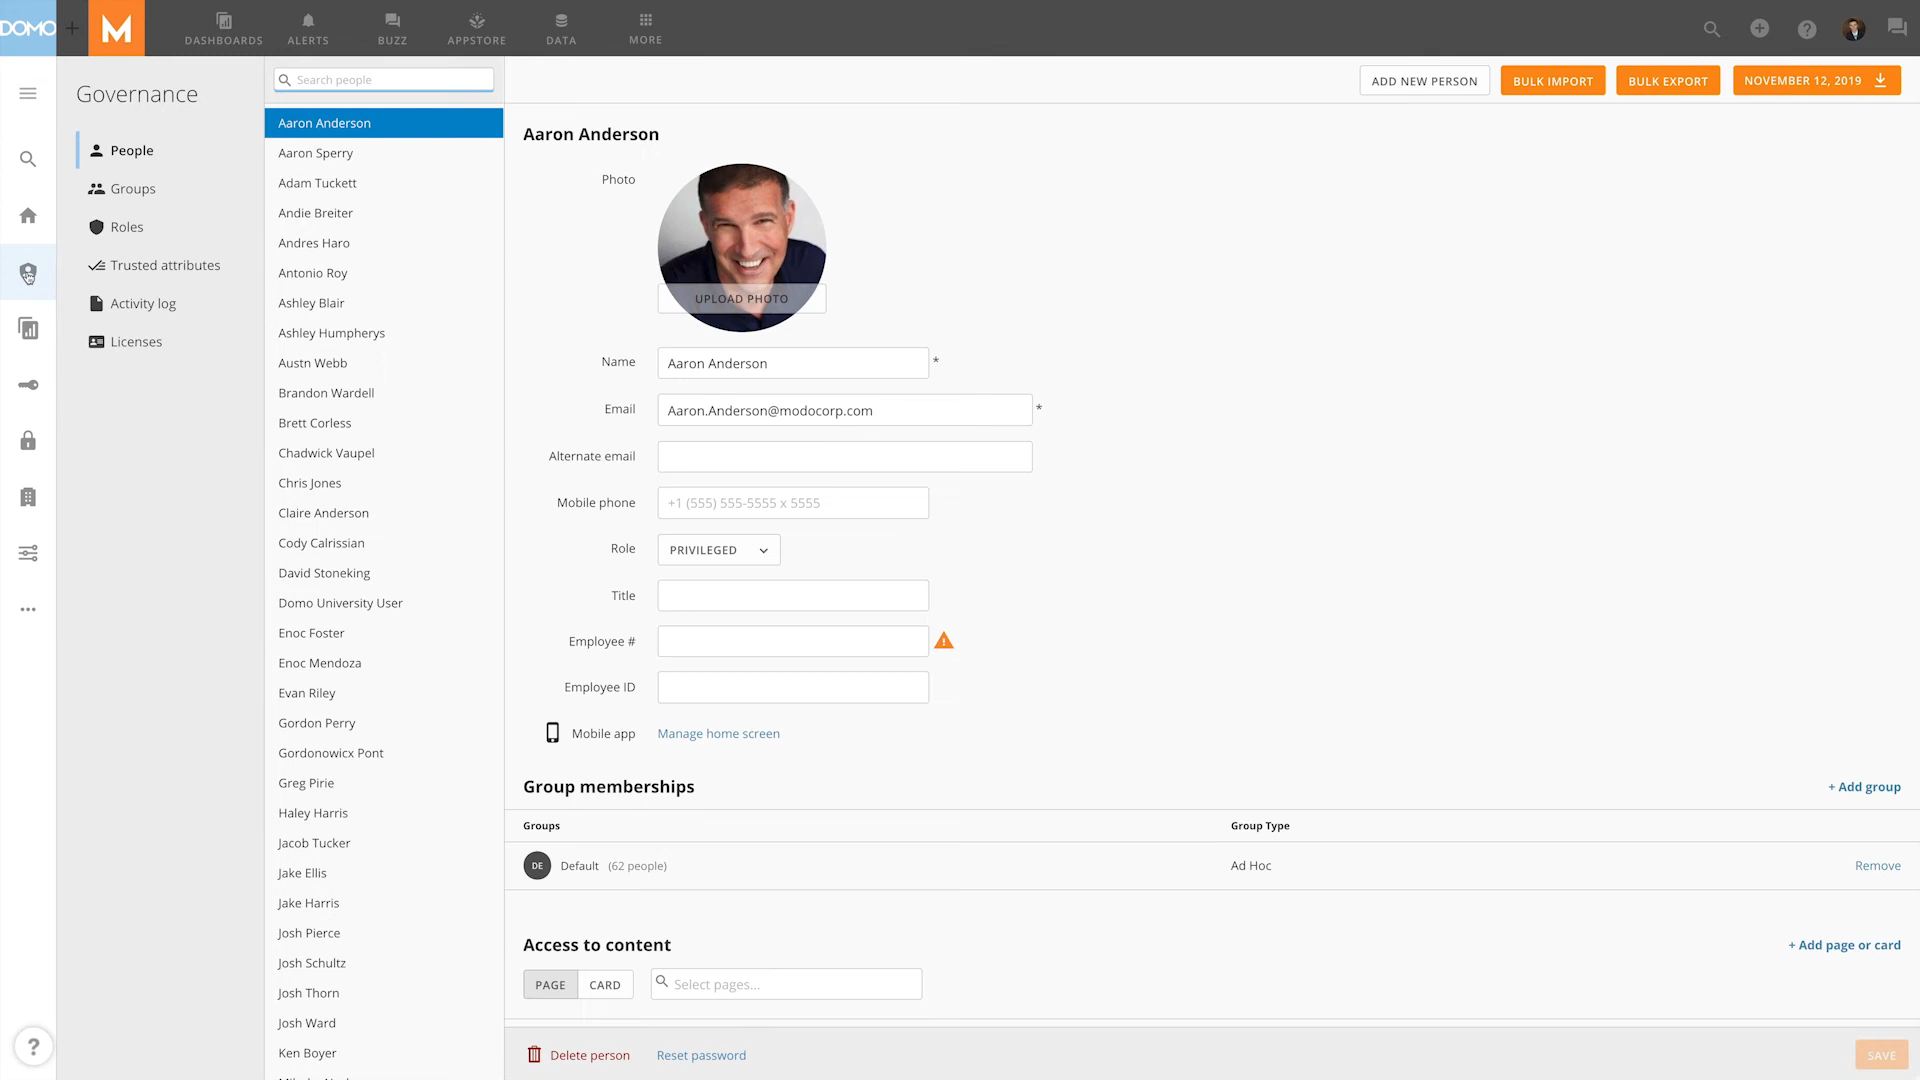 DOMO
M
DASHBOARDS
ALERTS
BUZZ
APPSTORE
DATA
MORE
Governance
People
Groups
Roles
Trusted attributes
Activity log
Licenses
Search people
Aaron Anderson
Aaron Sperry
Adam Tuckett
Andie Breiter
Andres Haro
Antonio Roy
Ashley Blair
Ashley Humpherys
Austn Webb
Brandon Wardell
Brett Corless
Chadwick Vaupel
Chris Jones
Claire Anderson
Cody Calrissian
David Stoneking
Domo University User
Enoc Foster
Enoc Mendoza
Evan Riley
Gordon Perry
Gordonowicx Pont
Greg Pirie
Haley Harris
Jacob Tucker
Jake Ellis
Jake Harris
Josh Pierce
Josh Schultz
Josh Thorn
Josh Ward
Ken Boyer
ADD NEW PERSON
BULK IMPORT
BULK EXPORT
NOVEMBER 12, 2019
Aaron Anderson
Photo
UPLOAD PHOTO
Name Aaron Anderson *
Email Aaron.Anderson@modocorp.com *
Alternate email
Mobile phone +1 (555) 555-5555 x 5555
Role PRIVILEGED
Title
Employee #
Employee ID
Mobile app Manage home screen
Group memberships + Add group
Groups Group Type
DE Default (62 people) Ad Hoc Remove
Access to content + Add page or card
PAGE CARD Select pages...
Delete person Reset password SAVE
?